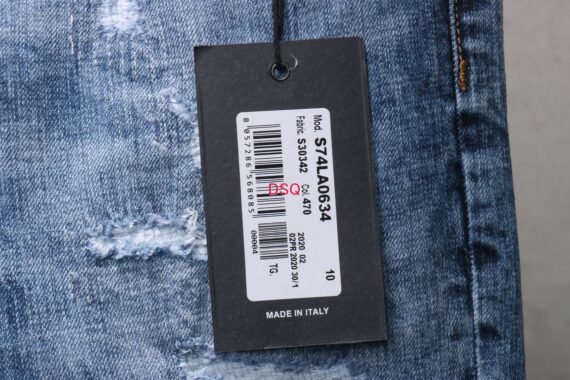 Mod. S74LA0634
Fabric. S30342 Col. 470
DSQ
8 057286 568085
2020 02
02PR 2020 30/1
00004
TG.
10
MADE IN ITALY